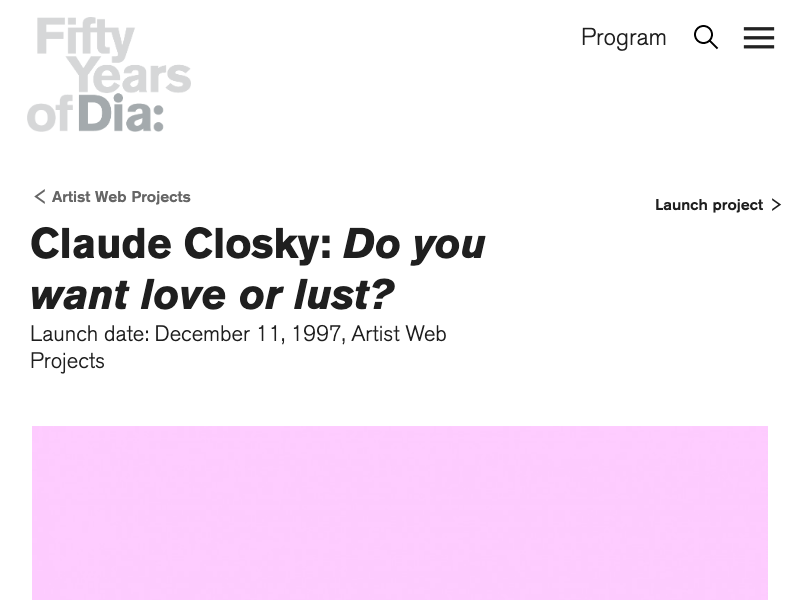 Fifty
Years
of Dia:
Program
Artist Web Projects
Launch project
Claude Closky: Do you
want love or lust?
Launch date: December 11, 1997, Artist Web
Projects